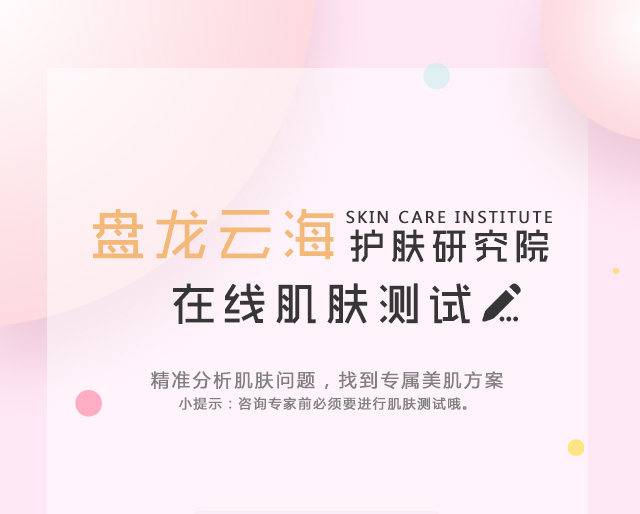 盘龙云海 SKIN CARE INSTITUTE
护肤研究院
在线肌肤测试
精准分析肌肤问题，找到专属美肌方案
小提示：咨询专家前必须要进行肌肤测试哦。